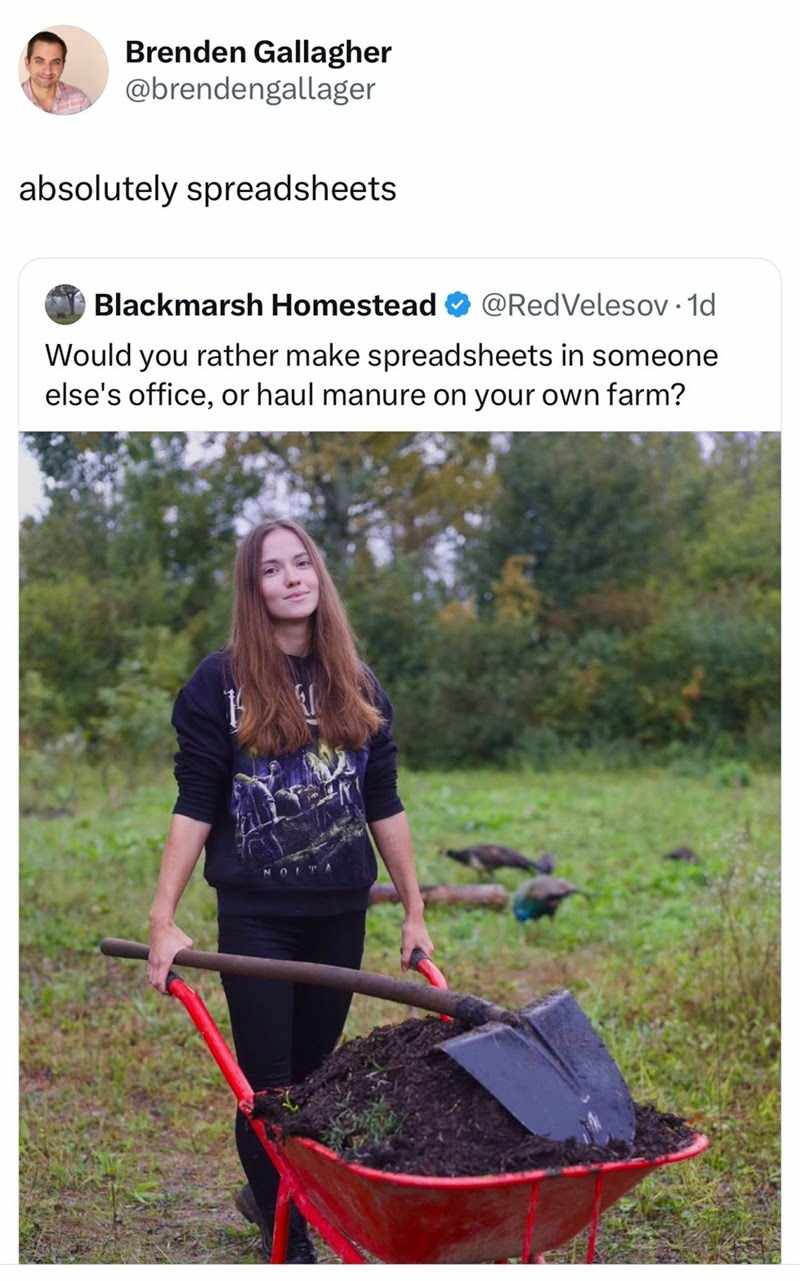 Brenden Gallagher
@brendengallager
absolutely spreadsheets
Blackmarsh Homestead @RedVelesov · 1d
Would you rather make spreadsheets in someone
else's office, or haul manure on your own farm?
NOITA